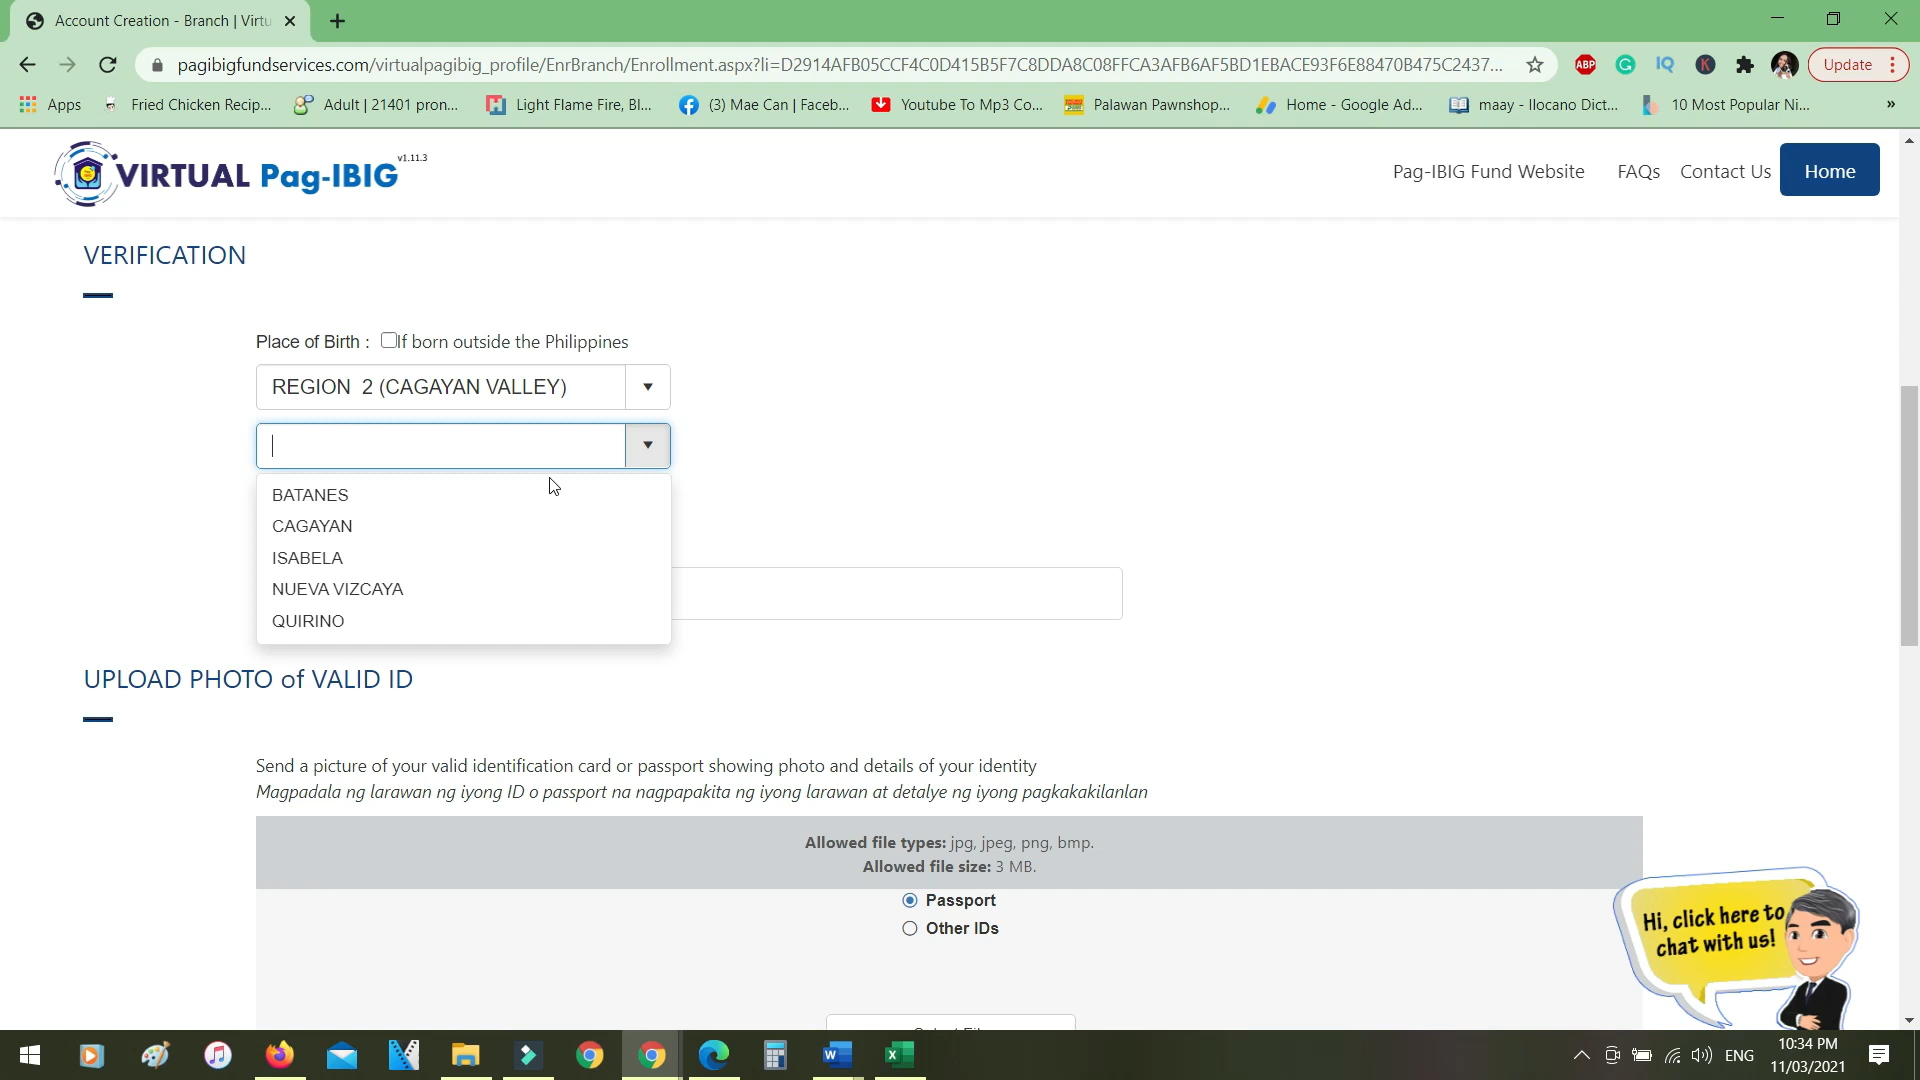 Account Creation - Branch | Virtu
pagibigfundservices.com/virtualpagibig_profile/EnrBranch/Enrollment.aspx?li=D2914AFB05CCF4C0D415B5F7C8DDA8C08FFCA3AFB6AF5BD1EBACE93F6E88470B475C2437...
ABP
IQ
K
Update
Apps
Fried Chicken Recip...
Adult | 21401 pron...
Light Flame Fire, Bl...
(3) Mae Can | Faceb...
Youtube To Mp3 Co...
Palawan Pawnshop...
Home - Google Ad...
maay - Ilocano Dict...
10 Most Popular Ni...
»
VIRTUAL Pag-IBIG
v1.11.3
Pag-IBIG Fund Website
FAQs
Contact Us
Home
VERIFICATION
Place of Birth : If born outside the Philippines
REGION 2 (CAGAYAN VALLEY)
BATANES
CAGAYAN
ISABELA
NUEVA VIZCAYA
QUIRINO
UPLOAD PHOTO of VALID ID
Send a picture of your valid identification card or passport showing photo and details of your identity
Magpadala ng larawan ng iyong ID o passport na nagpapakita ng iyong larawan at detalye ng iyong pagkakakilanlan
Allowed file types: jpg, jpeg, png, bmp.
Allowed file size: 3 MB.
Passport
Other IDs
Hi, click here to
chat with us!
ENG
10:34 PM
11/03/2021